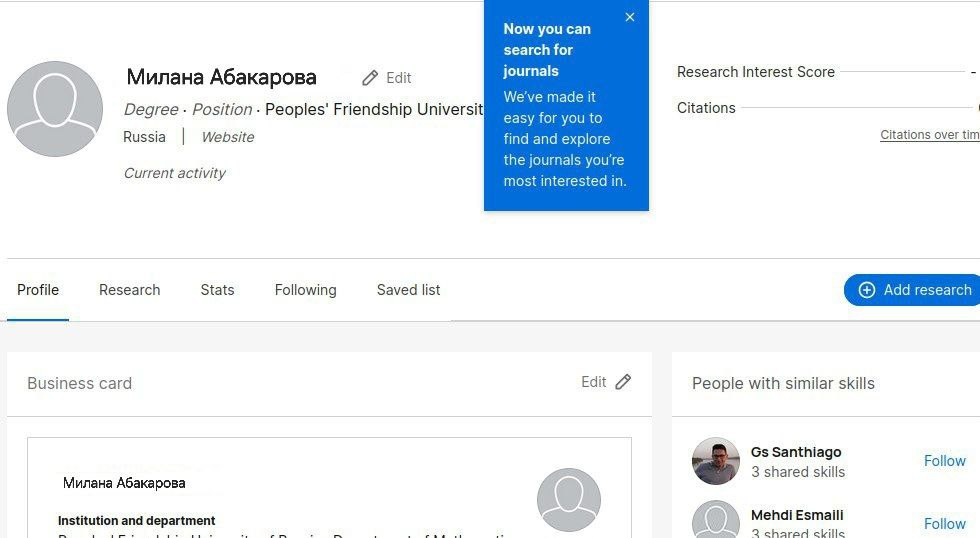 Милана Абакарова
Edit
Degree · Position · Peoples' Friendship Universit
Russia | Website
Current activity
Now you can
search for
journals
We’ve made it
easy for you to
find and explore
the journals you’re
most interested in.
Research Interest Score -
Citations
Citations over tim
Profile Research Stats Following Saved list
Add research
Business card
Edit
Милана Абакарова
Institution and department
People with similar skills
Gs Santhiago
3 shared skills
Follow
Mehdi Esmaili
3 shared skills
Follow